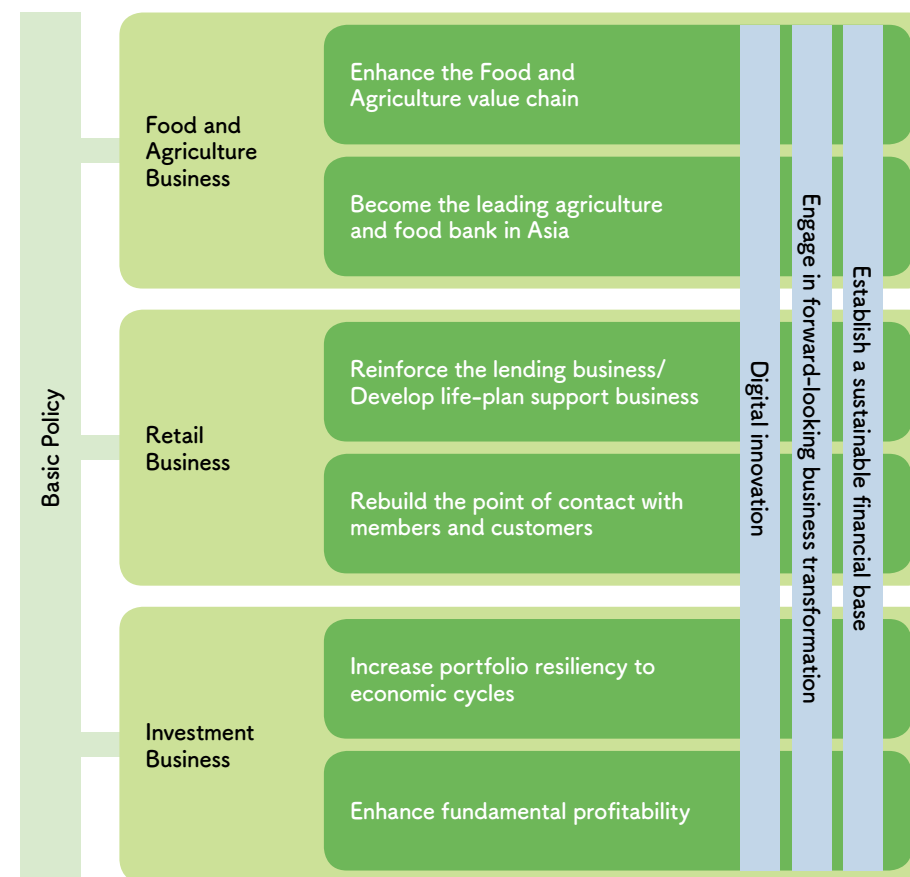 Basic Policy
Food and
Agriculture
Business
Enhance the Food and
Agriculture value chain
Become the leading agriculture
and food bank in Asia
Retail
Business
Reinforce the lending business/
Develop life-plan support business
Rebuild the point of contact with
members and customers
Investment
Business
Increase portfolio resiliency to
economic cycles
Enhance fundamental profitability
Digital innovation
Engage in forward-looking business transformation
Establish a sustainable financial base